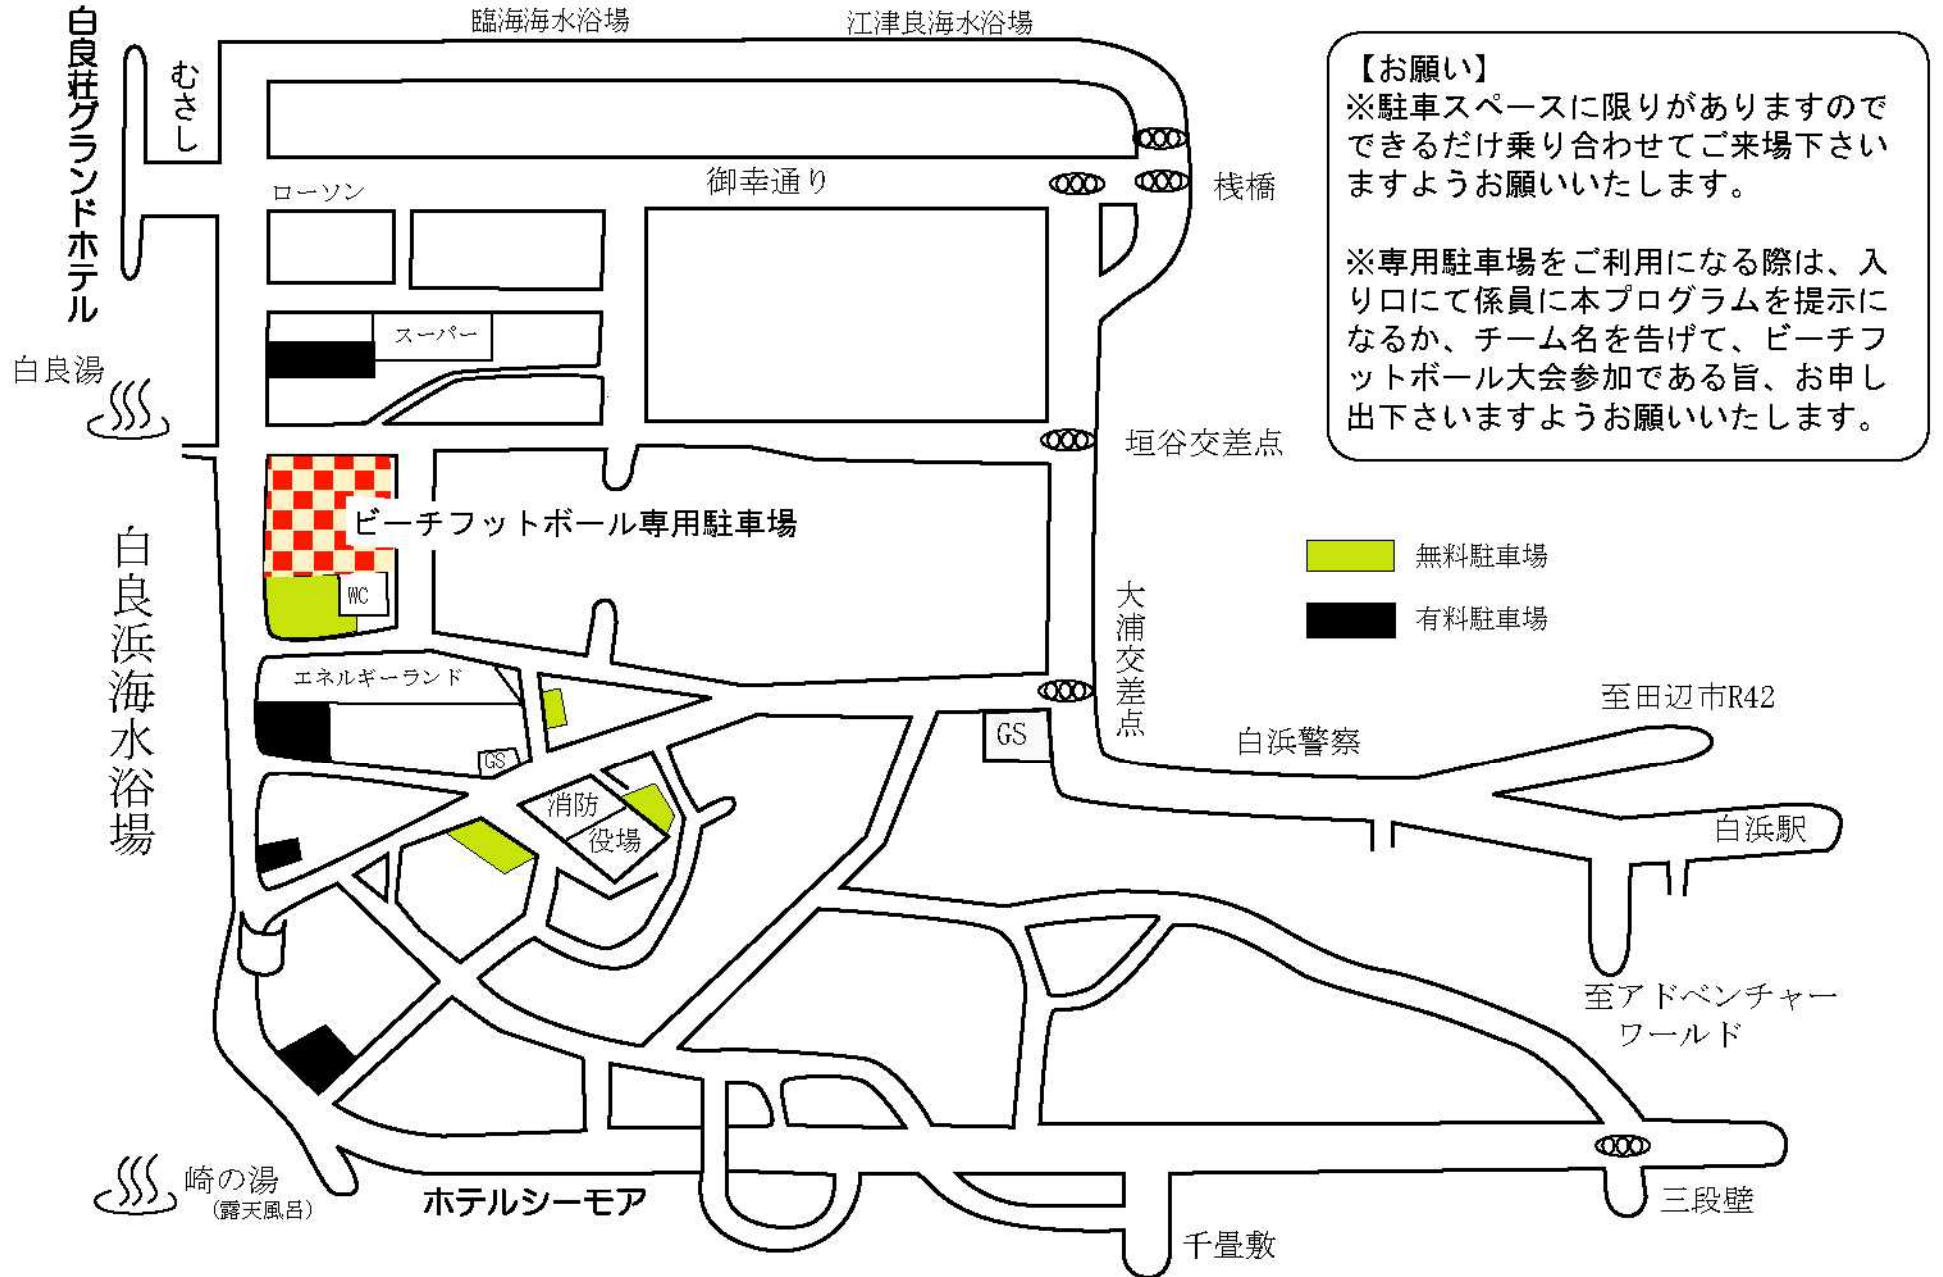 臨海海水浴場
江津良海水浴場
白良荘グランドホテル
むさし
【お願い】
※駐車スペースに限りがありますので
できるだけ乗り合わせてご来場下さい
ますようお願いいたします。
※専用駐車場をご利用になる際は、入
り口にて係員に本プログラムを提示に
なるか、チーム名を告げて、ビーチフ
ットボール大会参加である旨、お申し
出下さいますようお願いいたします。
ローソン
御幸通り
桟橋
スーパー
白良湯
垣谷交差点
ビーチフットボール専用駐車場
WC
白良浜海水浴場
無料駐車場
有料駐車場
大浦交差点
エネルギーランド
GS
GS
白浜警察
至田辺市R42
消防
役場
白浜駅
至アドベンチャー
ワールド
崎の湯
(露天風呂)
ホテルシーモア
千畳敷
三段壁